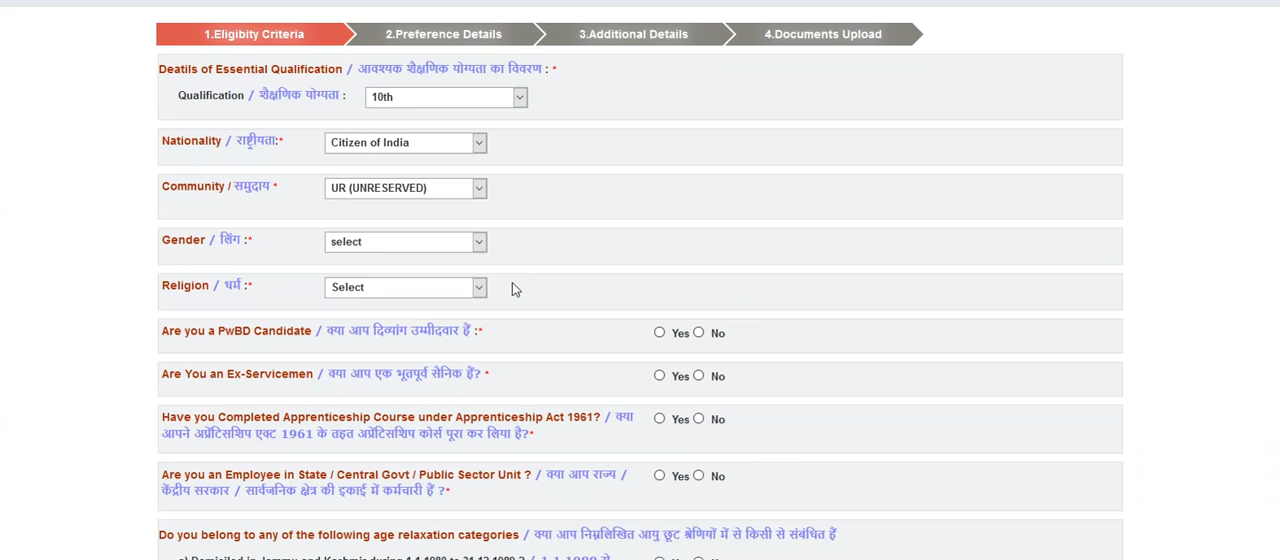 1.Eligibity Criteria 2.Preference Details 3.Additional Details 4.Documents Upload
Deatils of Essential Qualification / आवश्यक शैक्षणिक योग्यता का विवरण : *
Qualification / शैक्षणिक योग्यता : 10th
Nationality / राष्ट्रीयता:* Citizen of India
Community / समुदाय * UR (UNRESERVED)
Gender / लिंग :* select
Religion / धर्म :* Select
Are you a PwBD Candidate / क्या आप दिव्यांग उम्मीदवार हैं :* Yes No
Are You an Ex-Servicemen / क्या आप एक भूतपूर्व सैनिक हैं? * Yes No
Have you Completed Apprenticeship Course under Apprenticeship Act 1961? / क्या Yes No
आपने अप्रेंटिसशिप एक्ट 1961 के तहत अप्रेंटिसशिप कोर्स पूरा कर लिया है?*
Are you an Employee in State / Central Govt / Public Sector Unit ? / क्या आप राज्य / Yes No
केंद्रीय सरकार / सार्वजनिक क्षेत्र की इकाई में कर्मचारी हैं ?*
Do you belong to any of the following age relaxation categories / क्या आप निम्नलिखित आयु छूट श्रेणियों में से किसी से संबंधित हैं